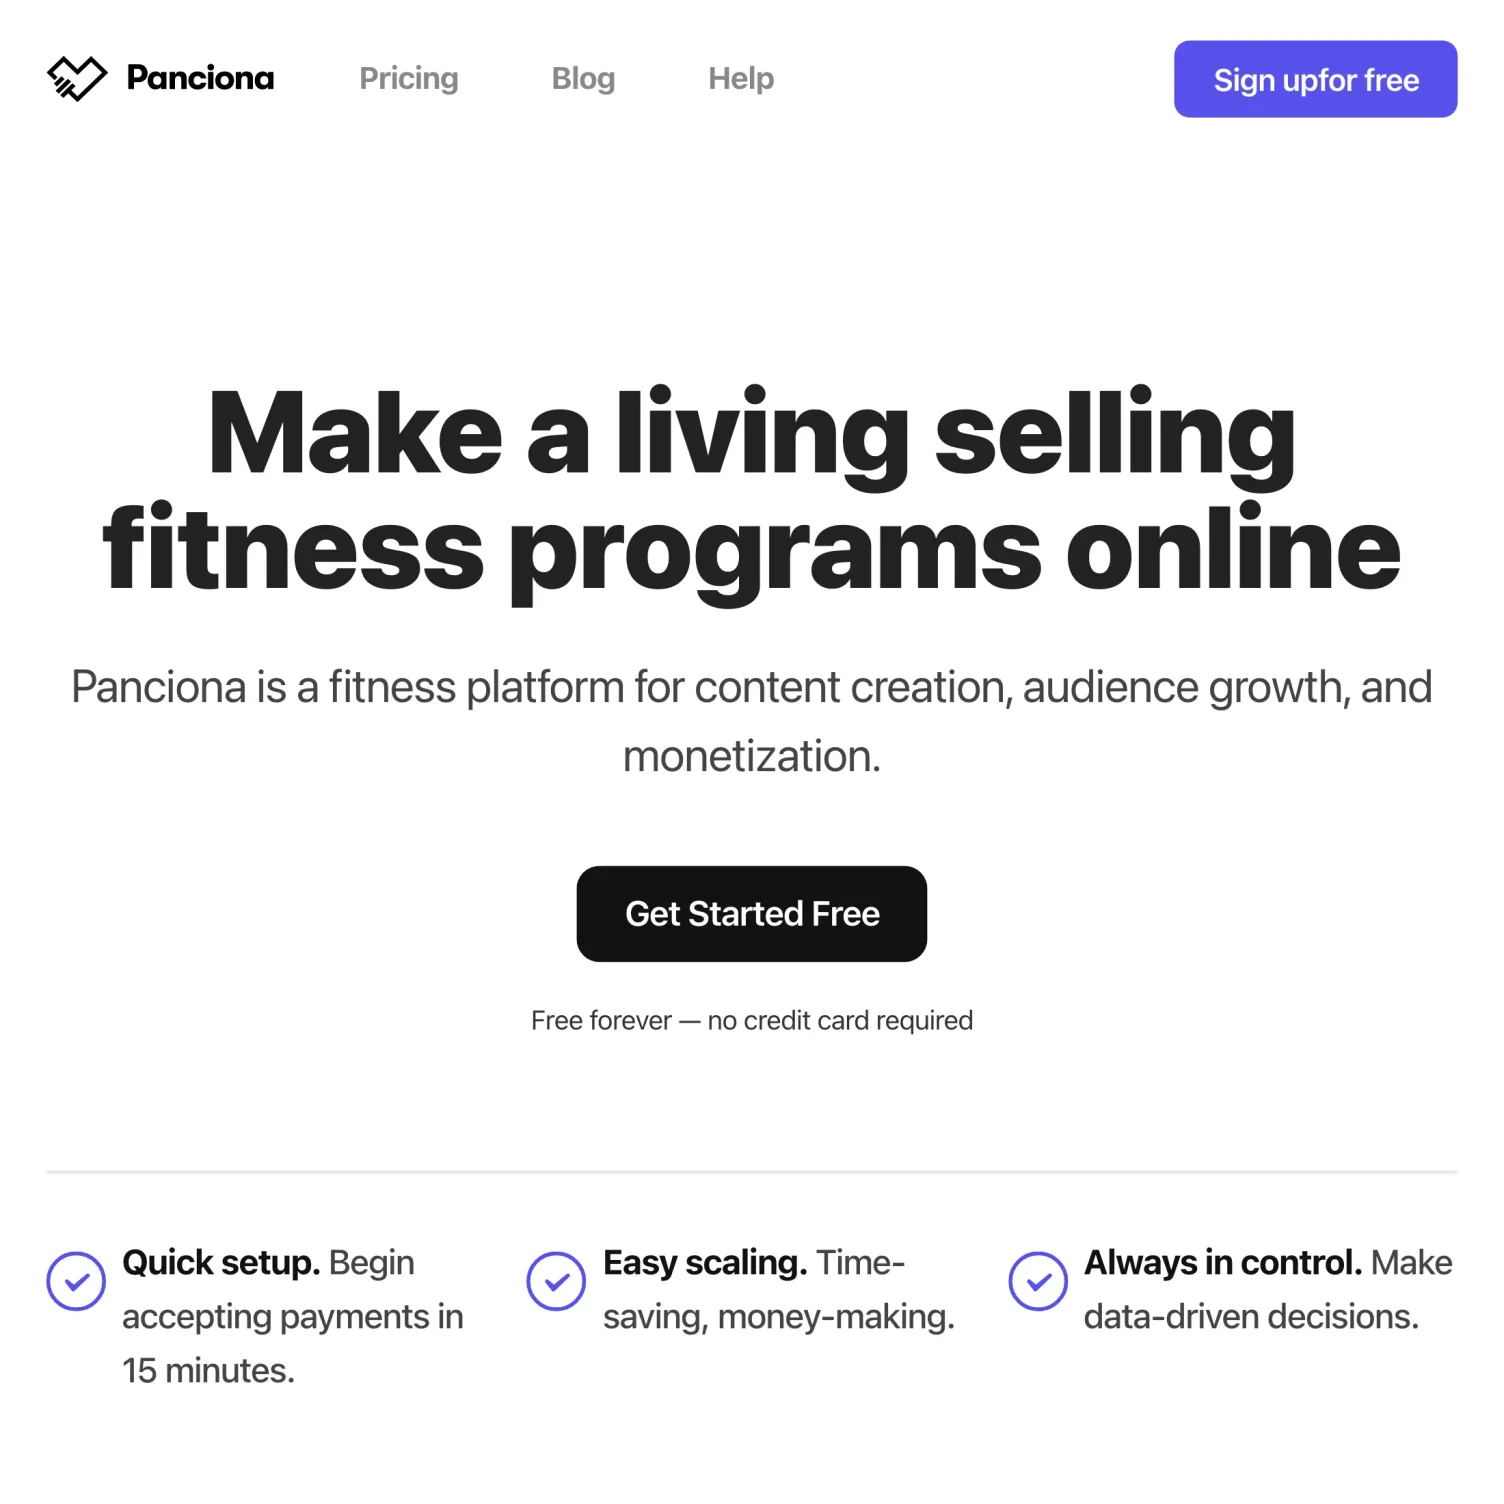 Panciona
Pricing
Blog
Help
Sign upfor free
Make a living selling
fitness programs online
Panciona is a fitness platform for content creation, audience growth, and
monetization.
Get Started Free
Free forever — no credit card required
Quick setup. Begin
accepting payments in
15 minutes.
Easy scaling. Time-
saving, money-making.
Always in control. Make
data-driven decisions.